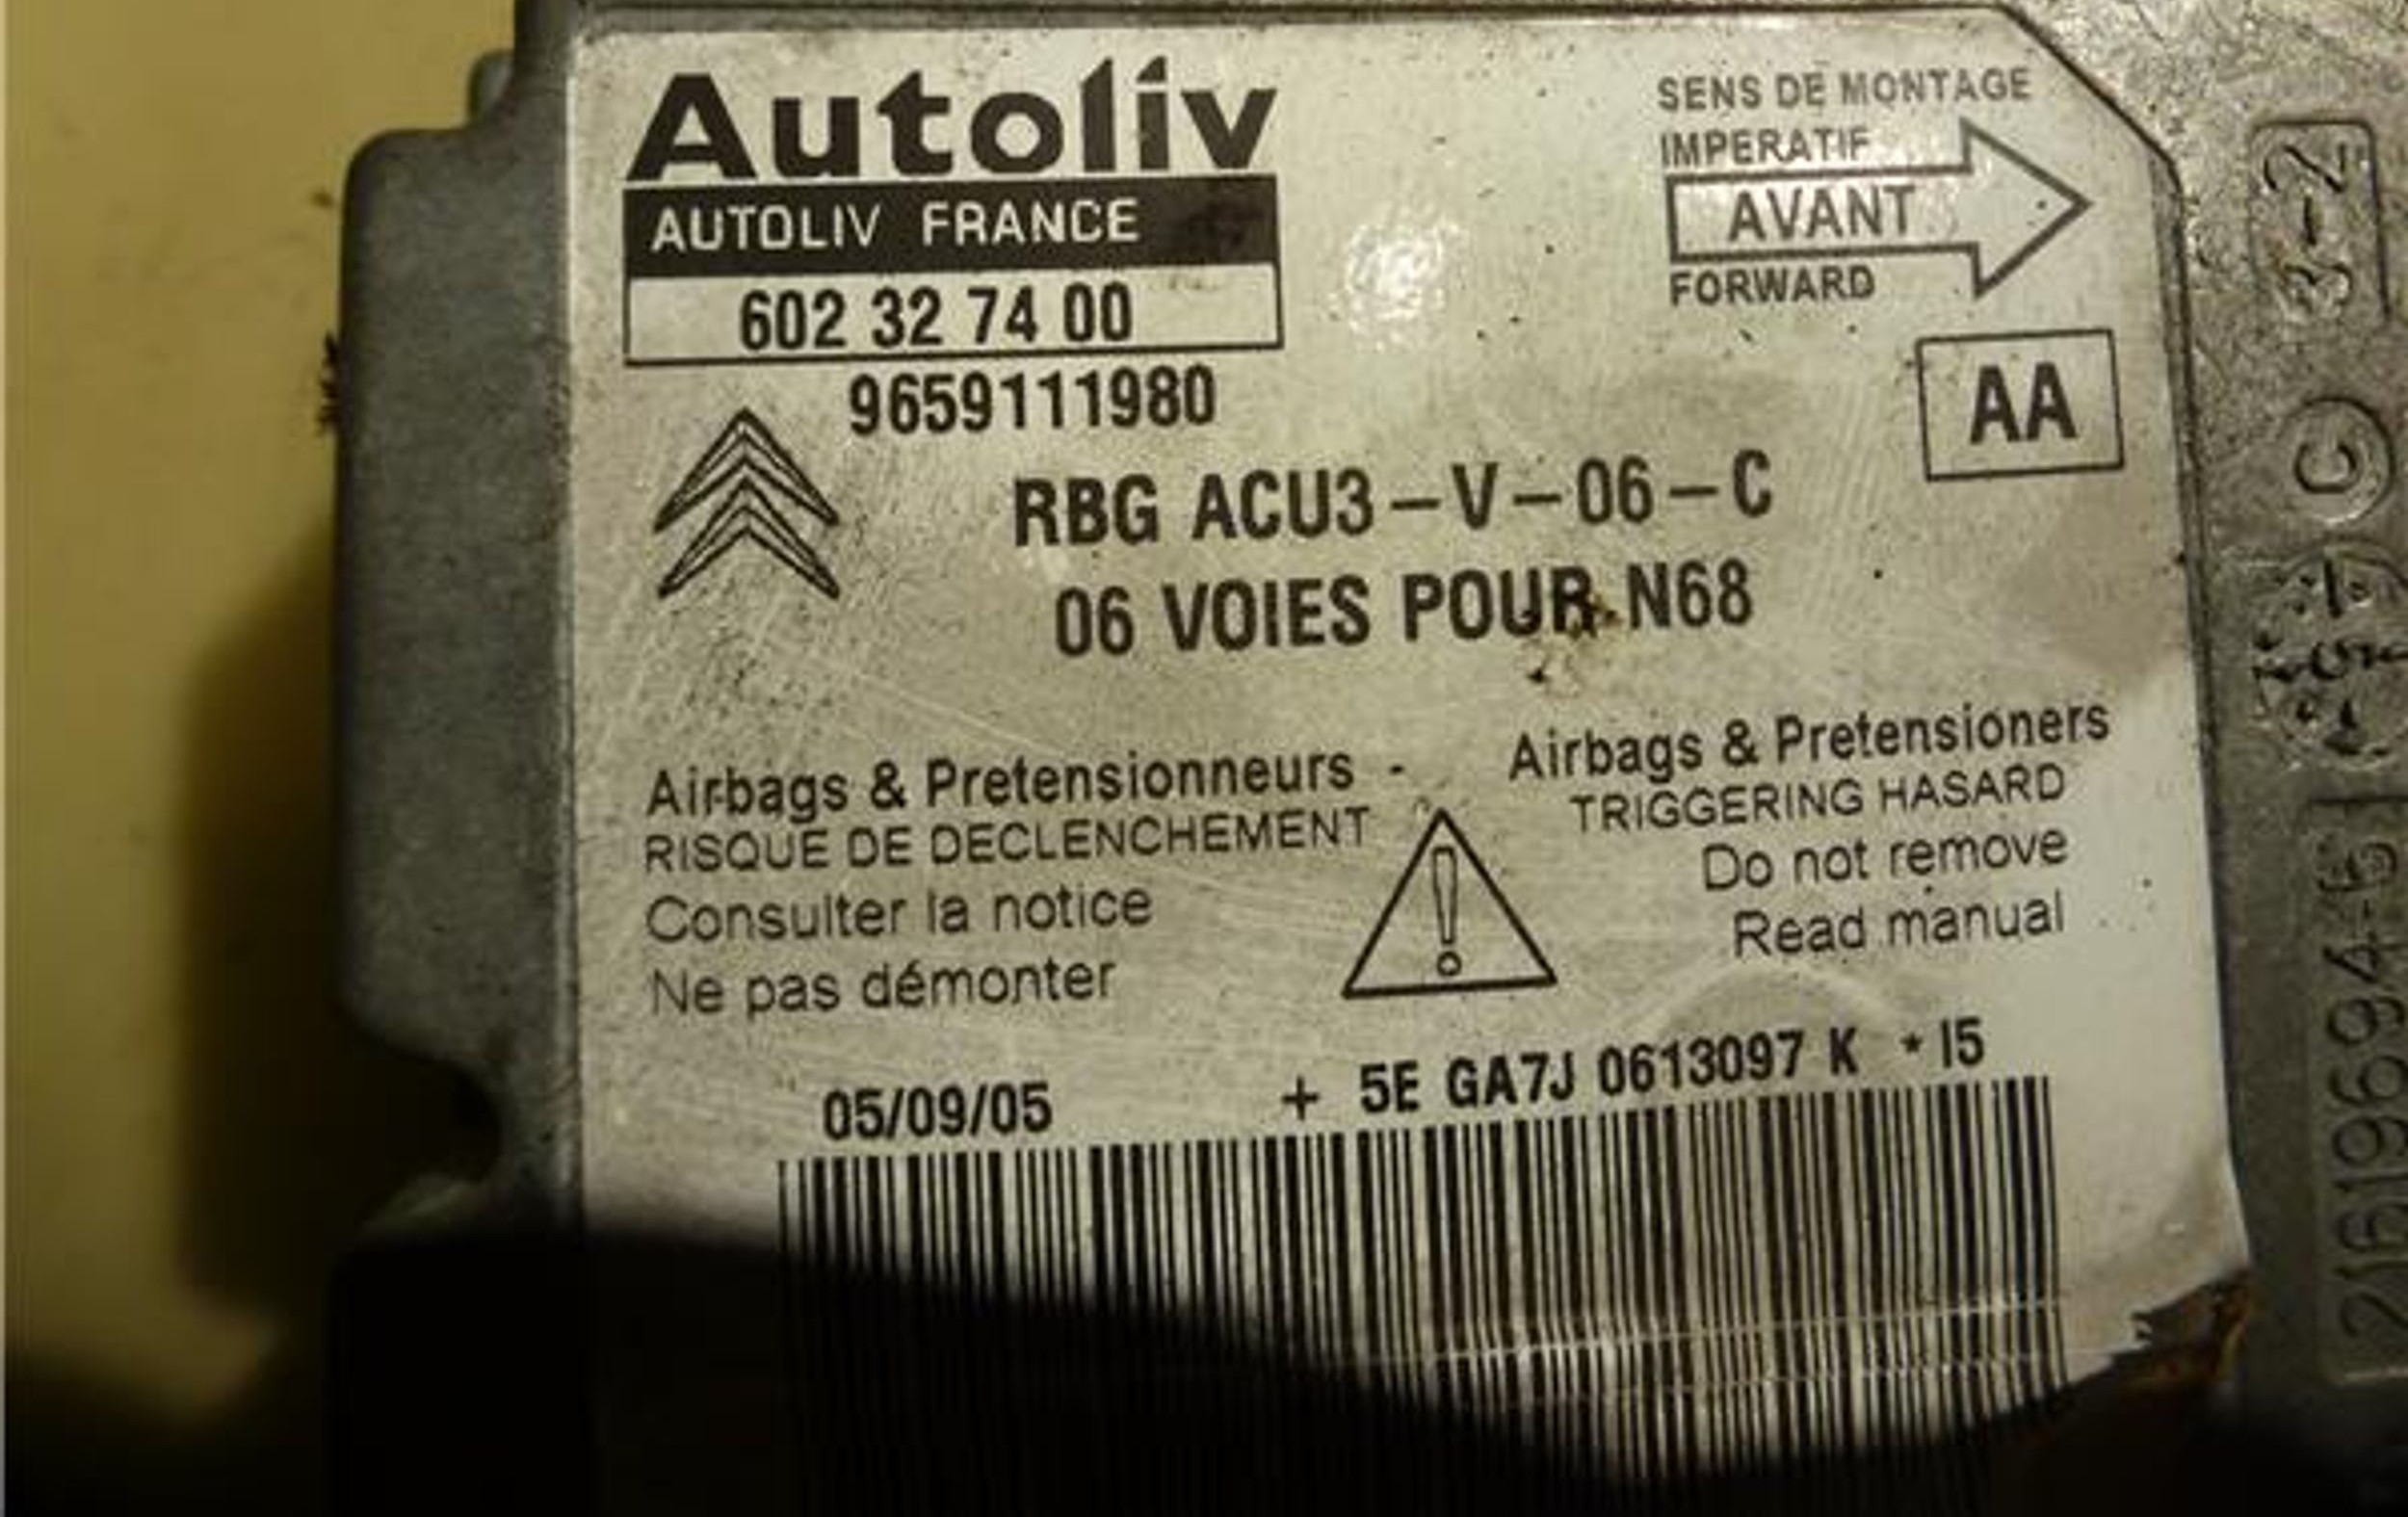 Autoliv
AUTOLIV FRANCE
602 32 74 00
9659111980
SENS DE MONTAGE
IMPERATIF
AVANT
FORWARD
AA
RBG ACU3-V-06-C
06 VOIES POUR N68
Airbags & Pretensionneurs -
RISQUE DE DECLENCHEMENT
Consulter la notice
Ne pas démonter
Airbags & Pretensioners
TRIGGERING HASARD
Do not remove
Read manual
05/09/05 + 5E GA7J 0613097 K *I5
3-2
C